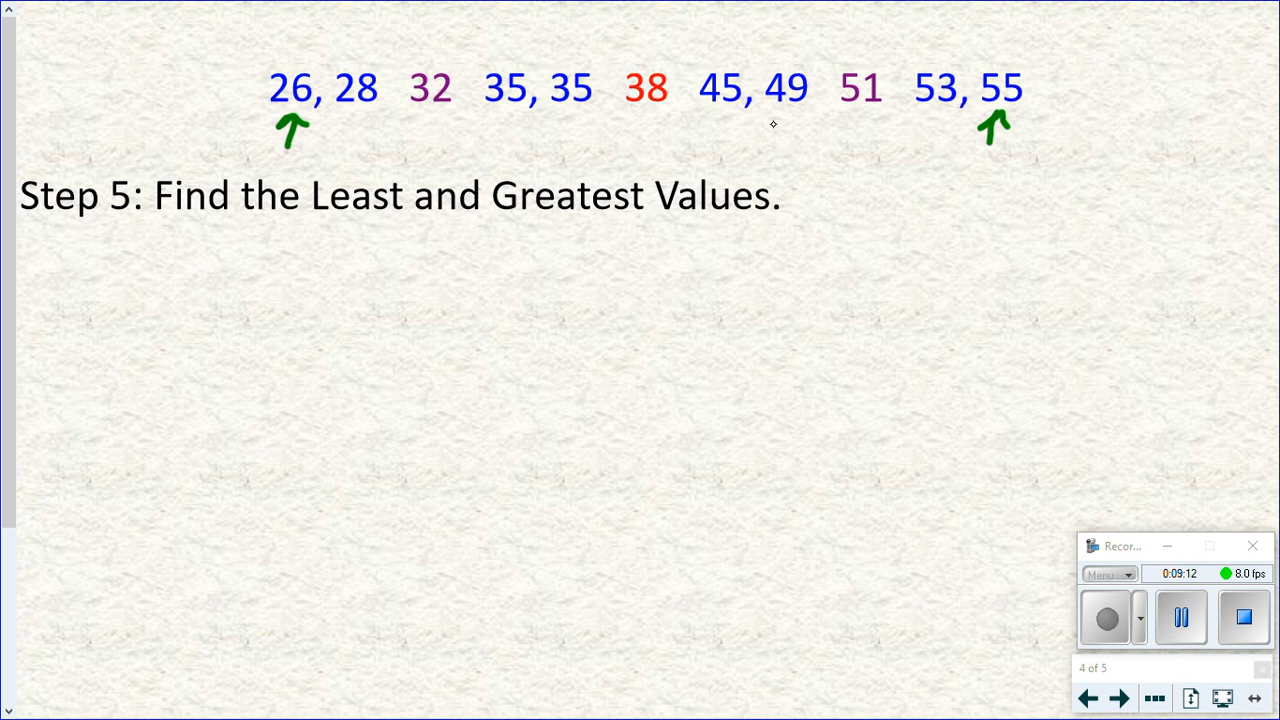 26, 28 32 35, 35 38 45, 49 51 53, 55
Step 5: Find the Least and Greatest Values.
Recor...
Menu
0:09:12 8.0 fps
4 of 5